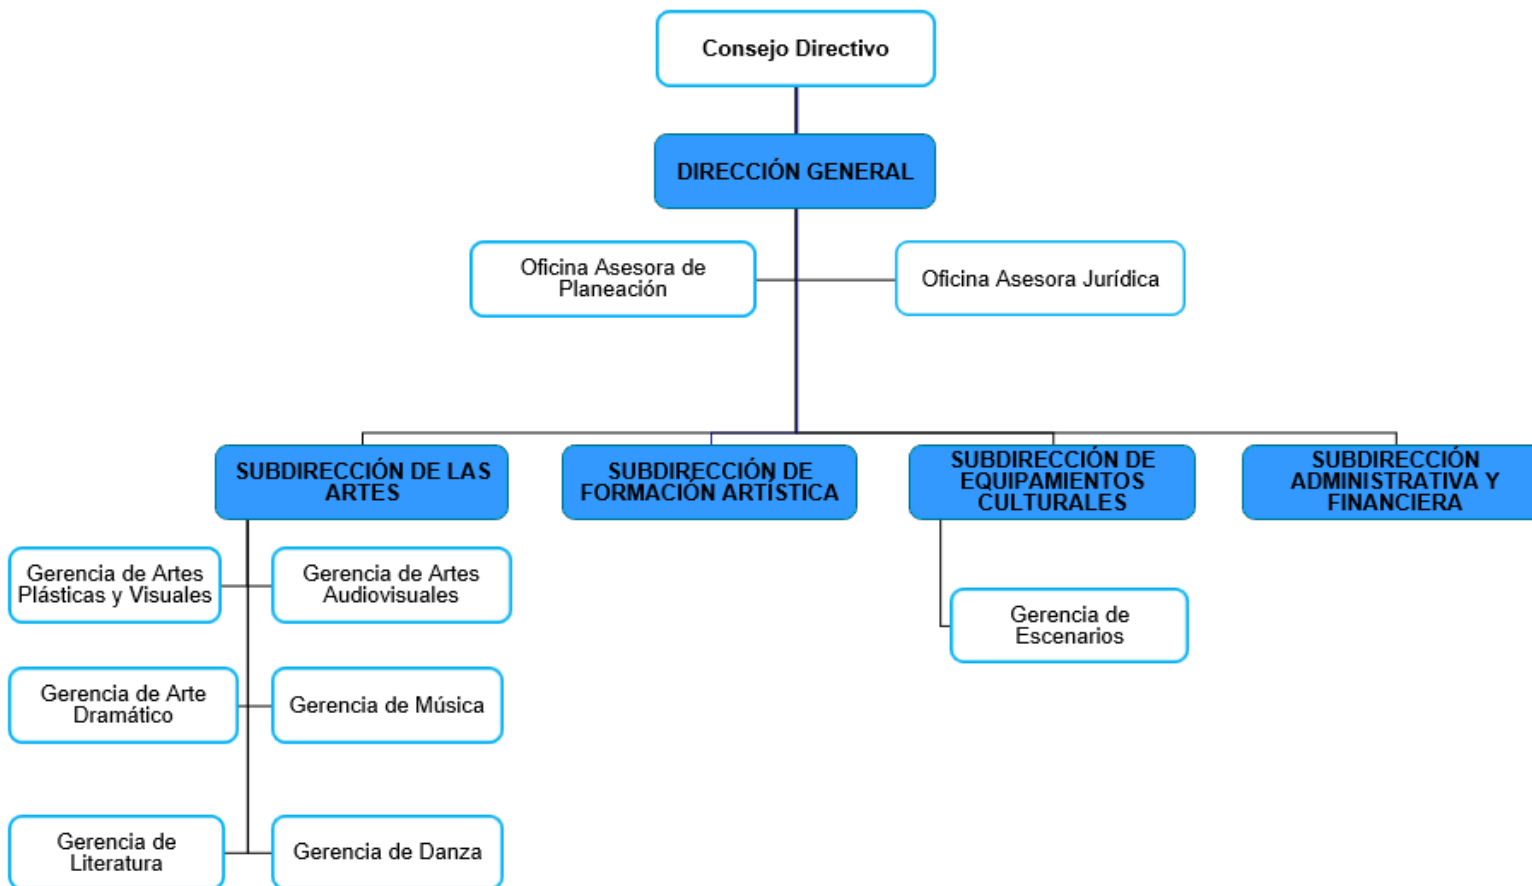 Consejo Directivo
DIRECCIÓN GENERAL
Oficina Asesora de
Planeación
Oficina Asesora Jurídica
SUBDIRECCIÓN DE LAS
ARTES
SUBDIRECCIÓN DE
FORMACIÓN ARTÍSTICA
SUBDIRECCIÓN DE
EQUIPAMIENTOS
CULTURALES
SUBDIRECCIÓN
ADMINISTRATIVA Y
FINANCIERA
Gerencia de Artes
Plásticas y Visuales
Gerencia de Artes
Audiovisuales
Gerencia de
Escenarios
Gerencia de Arte
Dramático
Gerencia de Música
Gerencia de
Literatura
Gerencia de Danza